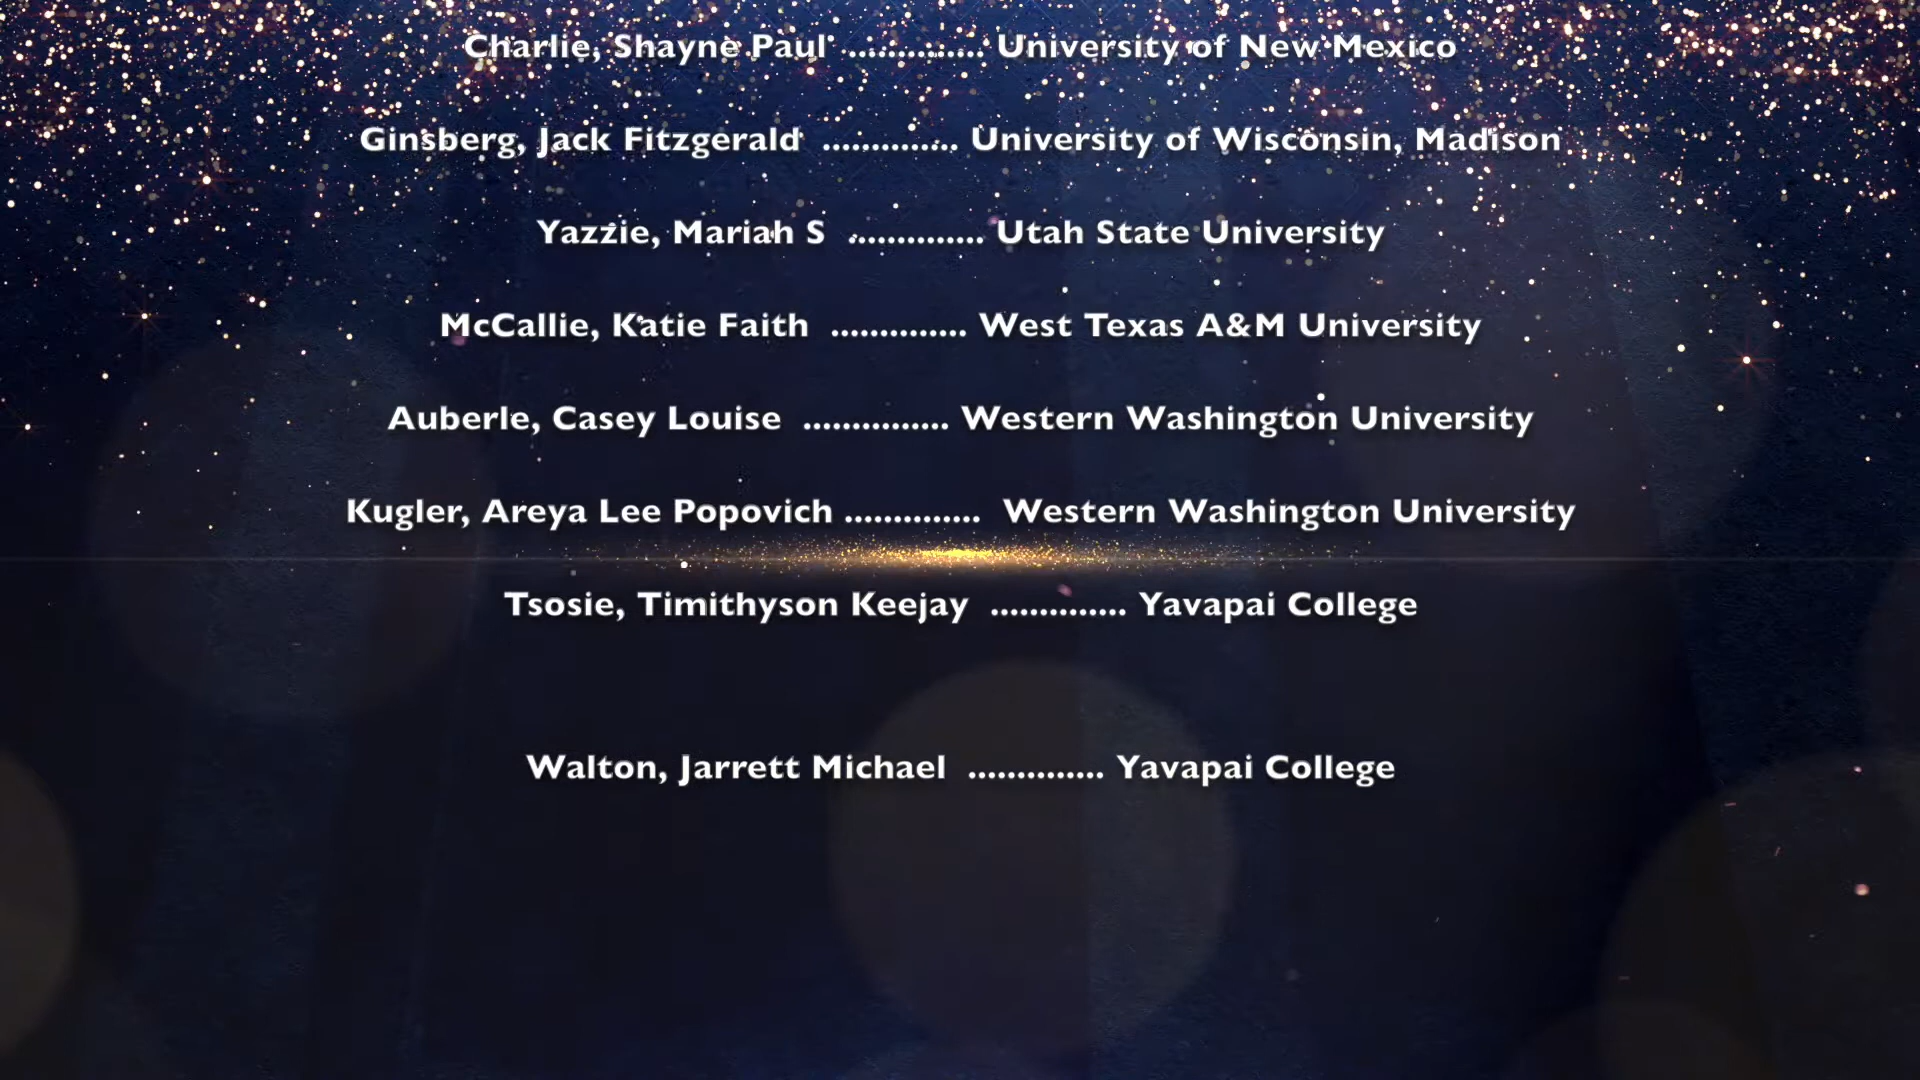 Charlie, Shayne Paul .............. University of New Mexico
Ginsberg, Jack Fitzgerald .............. University of Wisconsin, Madison
Yazzie, Mariah S .............. Utah State University
McCallie, Katie Faith .............. West Texas A&M University
Auberle, Casey Louise ............... Western Washington University
Kugler, Areya Lee Popovich .............. Western Washington University
Tsosie, Timithyson Keejay .............. Yavapai College
Walton, Jarrett Michael .............. Yavapai College